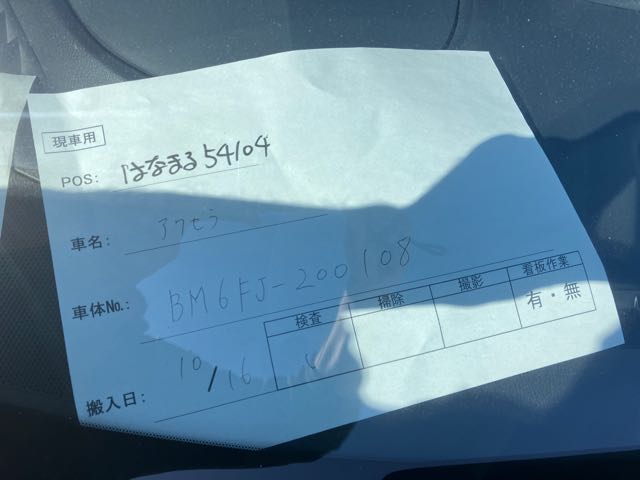 現車用
POS: はなまる54104
車名: アクセラ
車体No.: BM6FJ-200108
検査 掃除 撮影 看板作業
有・無
搬入日: 10/16